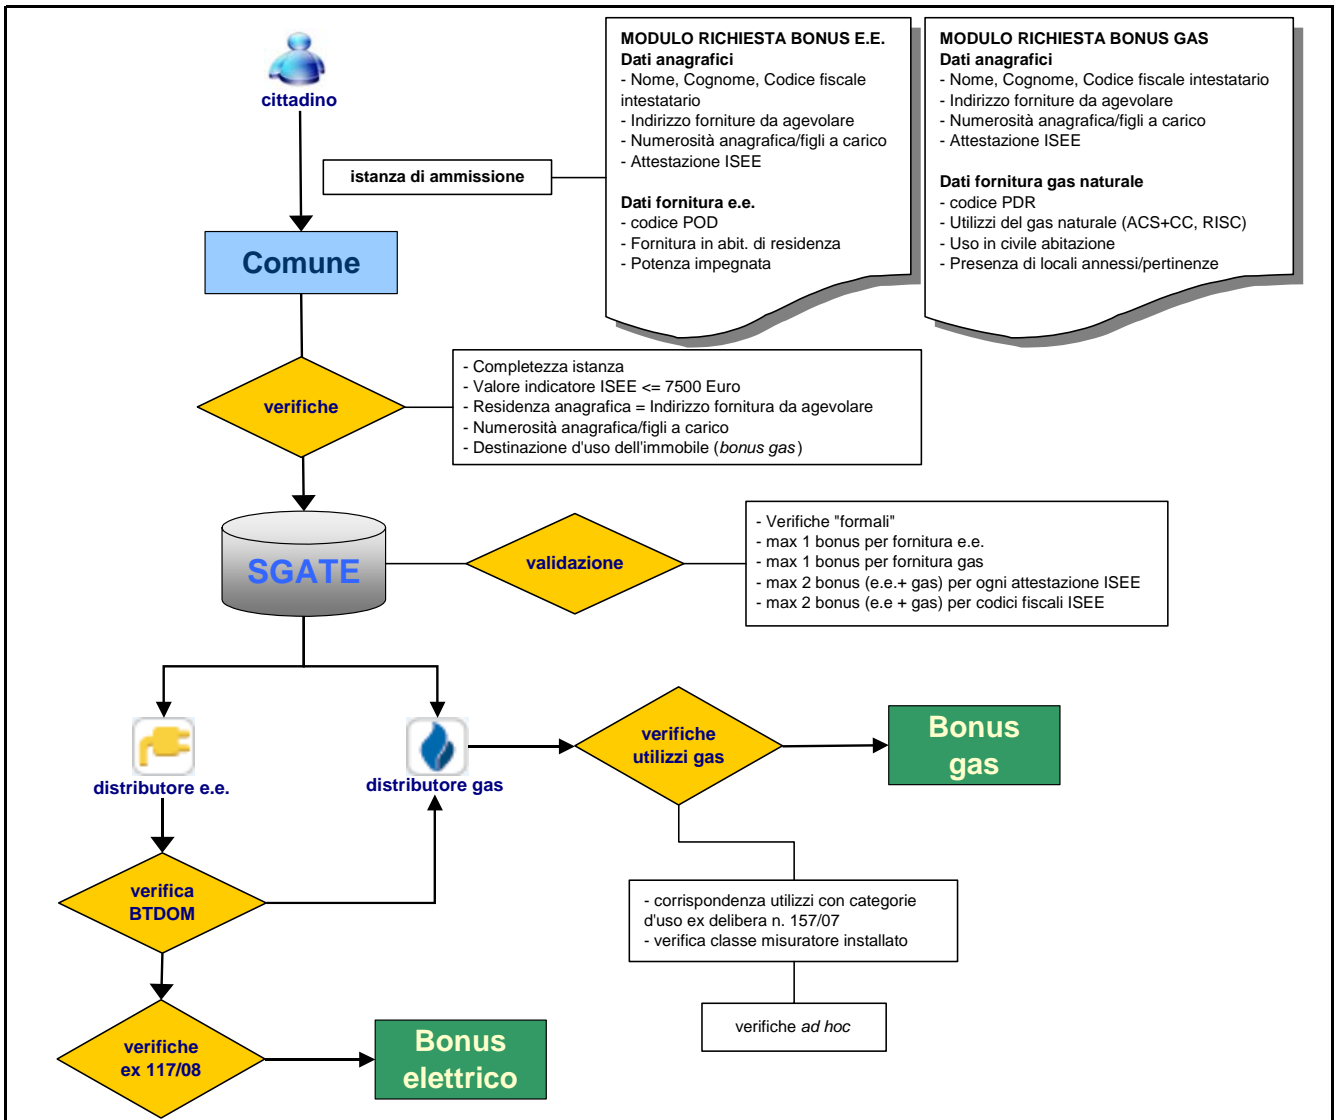 cittadino
istanza di ammissione
MODULO RICHIESTA BONUS E.E.
Dati anagrafici
- Nome, Cognome, Codice fiscale
intestatario
- Indirizzo forniture da agevolare
- Numerosità anagrafica/figli a carico
- Attestazione ISEE
Dati fornitura e.e.
- codice POD
- Fornitura in abit. di residenza
- Potenza impegnata
MODULO RICHIESTA BONUS GAS
Dati anagrafici
- Nome, Cognome, Codice fiscale intestatario
- Indirizzo forniture da agevolare
- Numerosità anagrafica/figli a carico
- Attestazione ISEE
Dati fornitura gas naturale
- codice PDR
- Utilizzi del gas naturale (ACS+CC, RISC)
- Uso in civile abitazione
- Presenza di locali annessi/pertinenze
Comune
verifiche
- Completezza istanza
- Valore indicatore ISEE <= 7500 Euro
- Residenza anagrafica = Indirizzo fornitura da agevolare
- Numerosità anagrafica/figli a carico
- Destinazione d'uso dell'immobile (bonus gas)
SGATE
validazione
- Verifiche "formali"
- max 1 bonus per fornitura e.e.
- max 1 bonus per fornitura gas
- max 2 bonus (e.e.+ gas) per ogni attestazione ISEE
- max 2 bonus (e.e + gas) per codici fiscali ISEE
distributore e.e.
distributore gas
verifiche
utilizzi gas
Bonus
gas
verifica
BTDOM
- corrispondenza utilizzi con categorie
d'uso ex delibera n. 157/07
- verifica classe misuratore installato
verifiche ad hoc
verifiche
ex 117/08
Bonus
elettrico